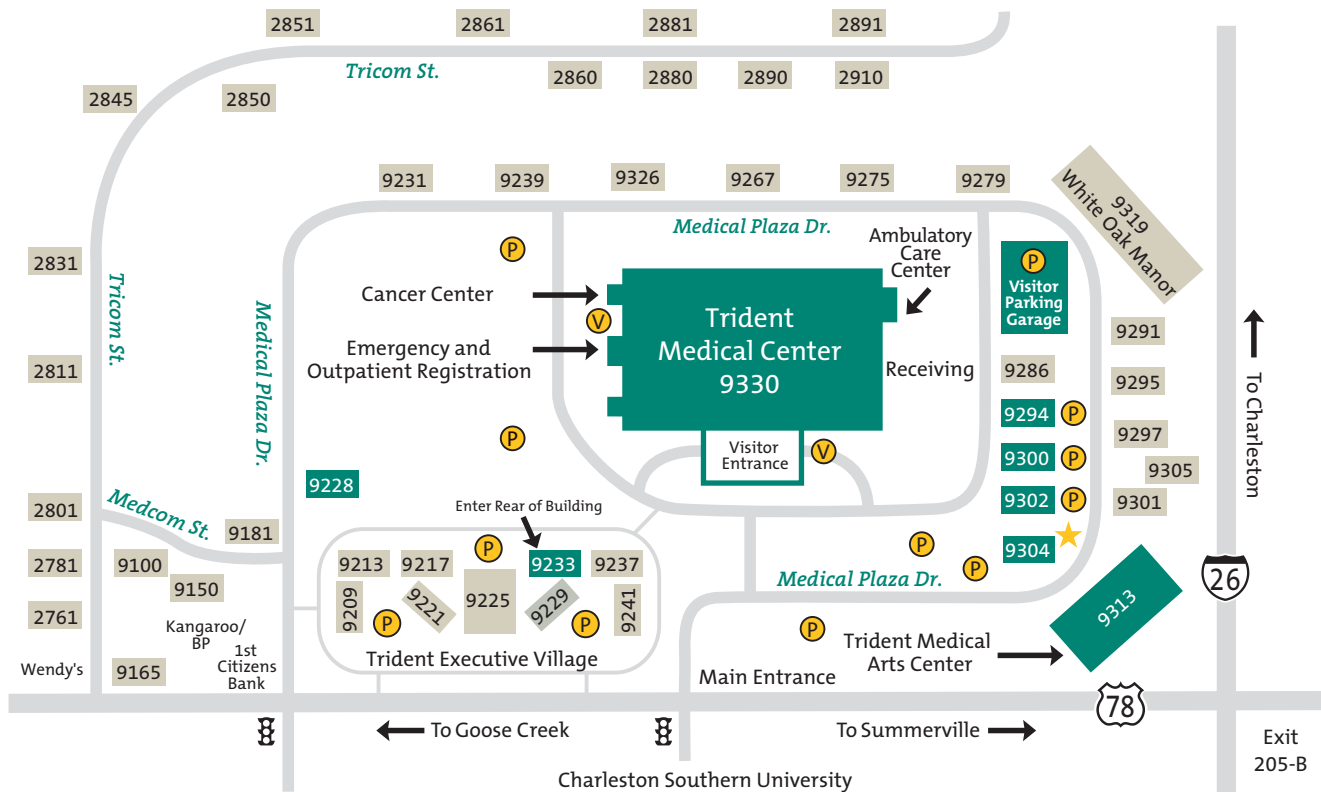 2851
2861
2881
2891
Tricom St.
2860
2880
2890
2910
2845
2850
9231
9239
9326
9267
9275
9279
9319
White Oak Manor
Medical Plaza Dr.
Ambulatory
Care
Center
P
P
Visitor
Parking
Garage
2831
Tricom St.
Medical Plaza Dr.
Cancer Center
V
Emergency and
Outpatient Registration
Trident
Medical Center
9330
Receiving
9291
2811
9286
9295
To Charleston
9294
P
P
9297
Visitor
Entrance
V
9300
P
9305
9228
9302
P
9301
2801
Medcom St.
9181
Enter Rear of Building
9304
P
P
2781
9100
9150
9213
9217
P
9233
9237
Medical Plaza Dr.
26
9209
P
9221
9225
9229
P
9241
P
9313
2761
Kangaroo/
BP
1st
Citizens
Bank
Trident Executive Village
Trident Medical
Arts Center
Wendy's
9165
Main Entrance
78
To Goose Creek
To Summerville
Exit
205-B
Charleston Southern University